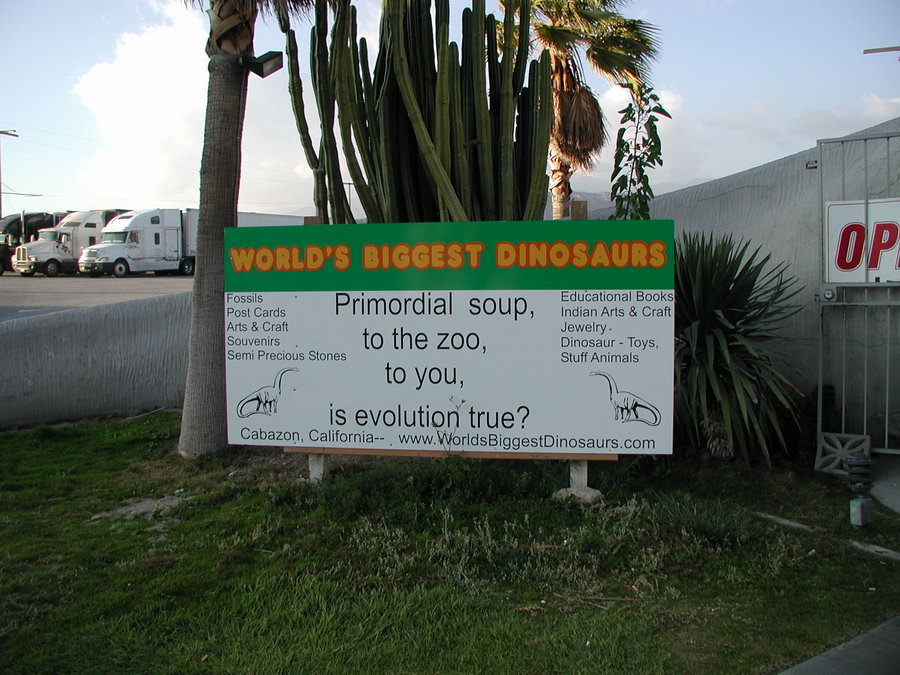 WORLD'S BIGGEST DINOSAURS
Fossils
Post Cards
Arts & Craft
Souvenirs
Semi Precious Stones
Primordial soup,
to the zoo,
to you,
is evolution true?
Educational Books
Indian Arts & Craft
Jewelry
Dinosaur - Toys,
Stuff Animals
Cabazon, California-- www.WorldsBiggestDinosaurs.com
OP